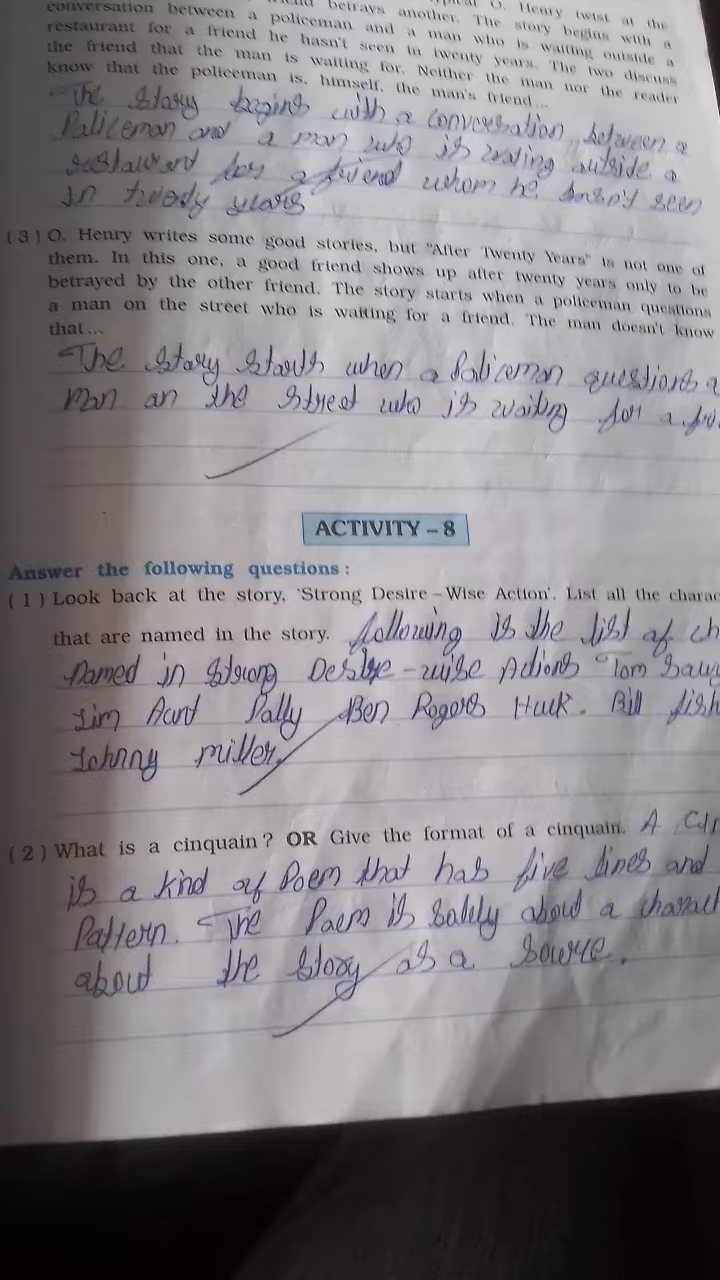 betrays another. The story begins with a
conversation between a policeman and a man who is waiting outside a
restaurant for a friend he hasn't seen in twenty years. The two discuss
the friend that the man is waiting for. Neither the man nor the reader
know that the policeman is, himself, the man's friend...
The story begins with a conversation between a
Paliceman and a man who is waiting outside a
for a friend whom he hasn't seen
In twenty years
(3) O. Henry writes some good stories, but "After Twenty Years" is not one of
them. In this one, a good friend shows up after twenty years only to be
betrayed by the other friend. The story starts when a policeman questions
a man on the street who is waiting for a friend. The man doesn't know
that...
The story starts when a Paliceman questions a
man an the street who is waiting for a
ACTIVITY – 8
Answer the following questions :
(1) Look back at the story, 'Strong Desire – Wise Action'. List all the charac
that are named in the story. following is the list of ch
Named in Strong Desire - wise Actions Tom Saw
Jim Aunt Pally Ben Rogers Huck. Bill fish
Johnny miller.
(2) What is a cinquain? OR Give the format of a cinquain. A Cin
is a kind of Poem that has five lines and
Pattern. The Poem is Solely about a charact
about the story as a Source.